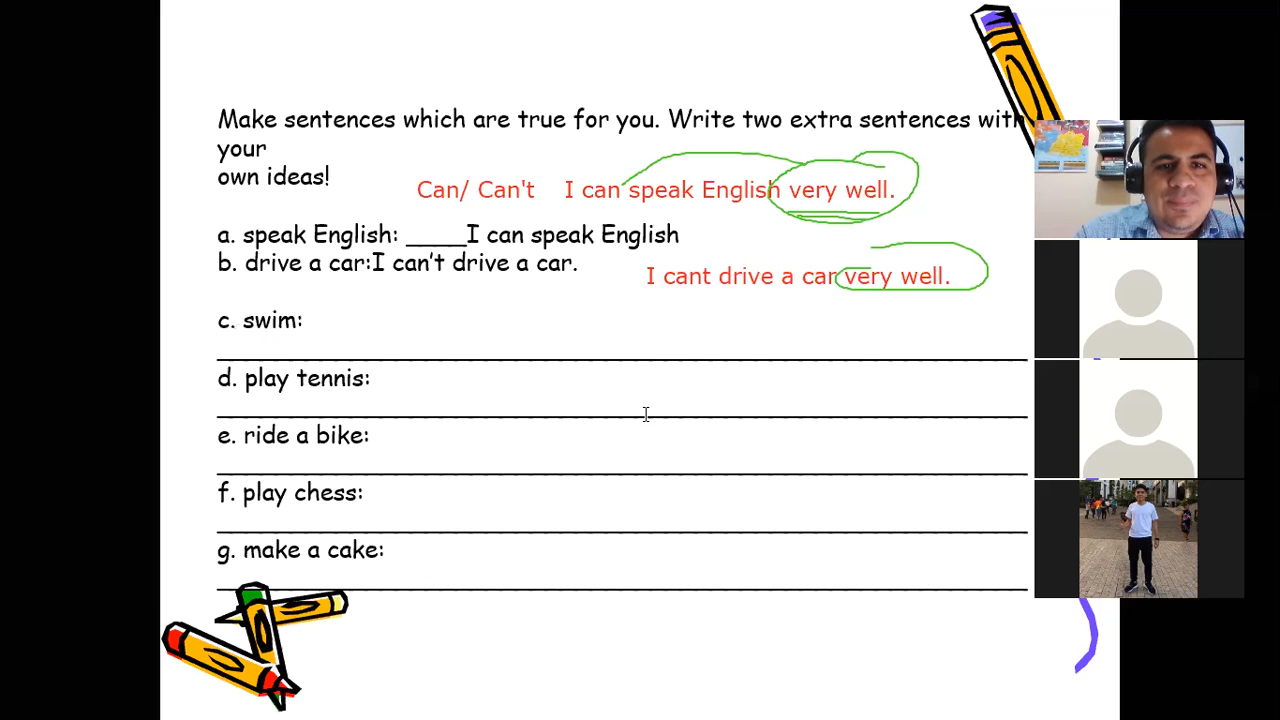 Make sentences which are true for you. Write two extra sentences with
your
own ideas!
Can/ Can't I can speak English very well.
a. speak English: ____I can speak English
b. drive a car:I can’t drive a car.
I cant drive a car very well.
c. swim:
d. play tennis:
e. ride a bike:
f. play chess:
g. make a cake: